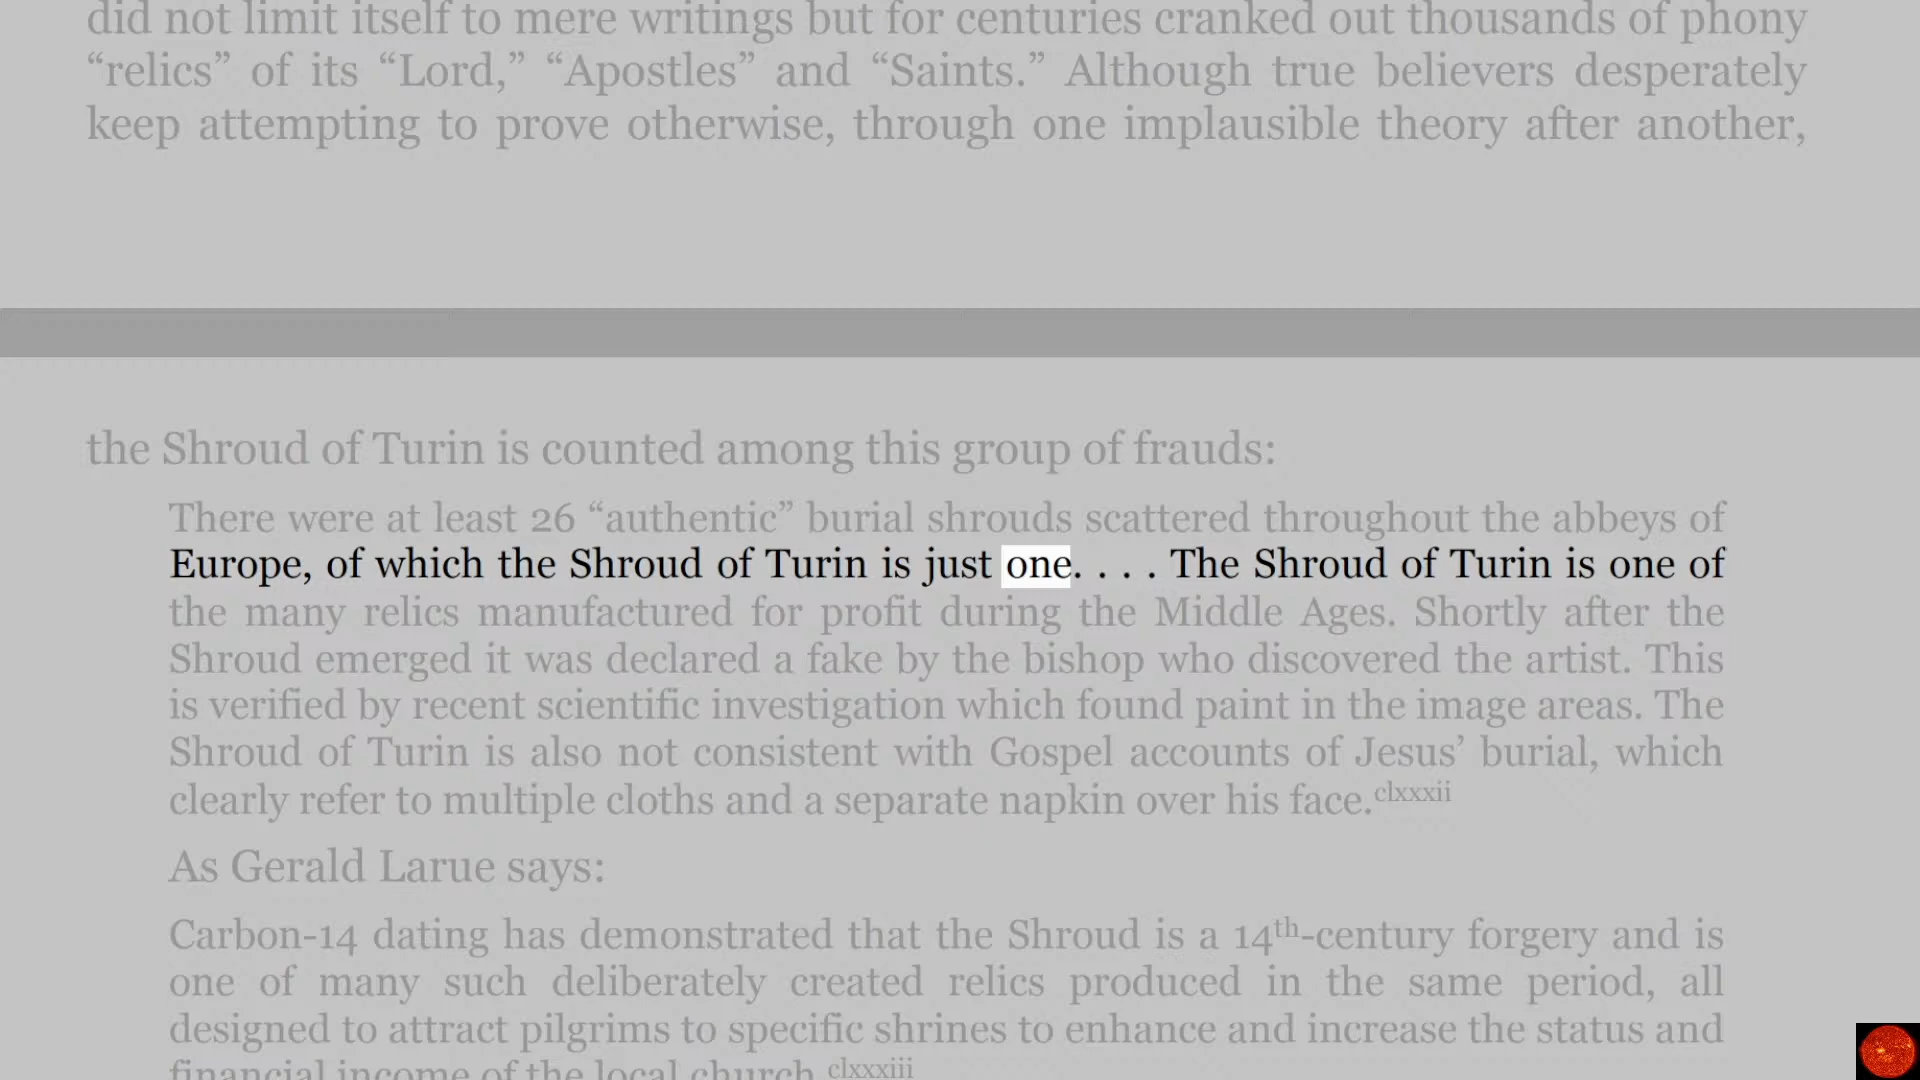 did not limit itself to mere writings but for centuries cranked out thousands of phony
“relics” of its “Lord,” “Apostles” and “Saints.” Although true believers desperately
keep attempting to prove otherwise, through one implausible theory after another,
the Shroud of Turin is counted among this group of frauds:
There were at least 26 “authentic” burial shrouds scattered throughout the abbeys of
Europe, of which the Shroud of Turin is just one. . . . The Shroud of Turin is one of
the many relics manufactured for profit during the Middle Ages. Shortly after the
Shroud emerged it was declared a fake by the bishop who discovered the artist. This
is verified by recent scientific investigation which found paint in the image areas. The
Shroud of Turin is also not consistent with Gospel accounts of Jesus’ burial, which
clearly refer to multiple cloths and a separate napkin over his face.clxxxii
As Gerald Larue says:
Carbon-14 dating has demonstrated that the Shroud is a 14th-century forgery and is
one of many such deliberately created relics produced in the same period, all
designed to attract pilgrims to specific shrines to enhance and increase the status and
financial income of the local church.clxxxiii